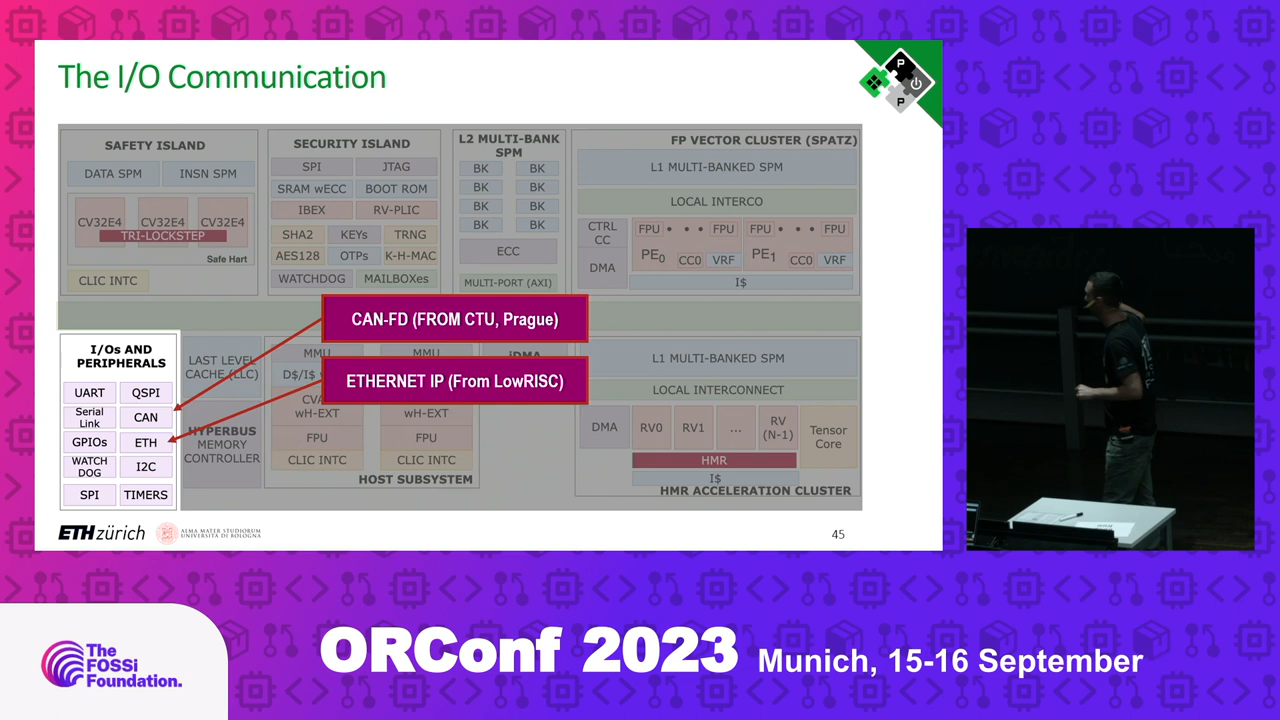 The I/O Communication
P
P
SAFETY ISLAND
DATA SPM
INSN SPM
CV32E4
CV32E4
CV32E4
TRI-LOCKSTEP
Safe Hart
CLIC INTC
SECURITY ISLAND
SPI
JTAG
SRAM wECC
BOOT ROM
IBEX
RV-PLIC
SHA2
KEYs
TRNG
AES128
OTPs
K-H-MAC
WATCHDOG
MAILBOXes
L2 MULTI-BANK
SPM
BK
BK
BK
BK
BK
BK
BK
BK
ECC
MULTI-PORT (AXI)
FP VECTOR CLUSTER (SPATZ)
L1 MULTI-BANKED SPM
LOCAL INTERCO
CTRL
CC
DMA
FPU
• • •
FPU
FPU
• • •
FPU
PE0
CC0
VRF
PE1
CC0
VRF
I$
CAN-FD (FROM CTU, Prague)
ETHERNET IP (From LowRISC)
I/Os AND
PERIPHERALS
UART
QSPI
Serial
Link
CAN
GPIOs
ETH
WATCH
DOG
I2C
SPI
TIMERS
LAST LEVEL
CACHE (LLC)
HYPERBUS
MEMORY
CONTROLLER
MMU
MMU
D$/I$
wH-EXT
wH-EXT
FPU
FPU
CLIC INTC
CLIC INTC
HOST SUBSYSTEM
iDMA
L1 MULTI-BANKED SPM
LOCAL INTERCONNECT
DMA
RV0
RV1
...
RV
(N-1)
Tensor
Core
HMR
I$
HMR ACCELERATION CLUSTER
ETH zürich
ALMA MATER STUDIORUM
UNIVERSITÀ DI BOLOGNA
45
The
FOSSi
Foundation.
ORConf 2023 Munich, 15-16 September